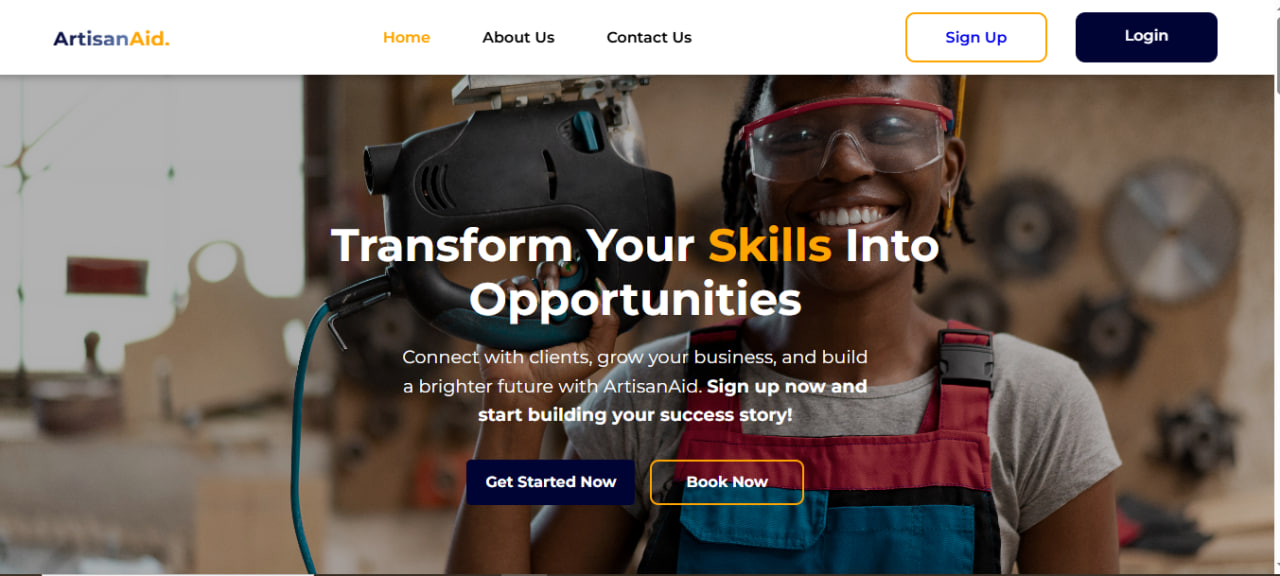 ArtisanAid.
Home
About Us
Contact Us
Sign Up
Login
Transform Your Skills Into
Opportunities
Connect with clients, grow your business, and build
a brighter future with ArtisanAid. Sign up now and
start building your success story!
Get Started Now
Book Now